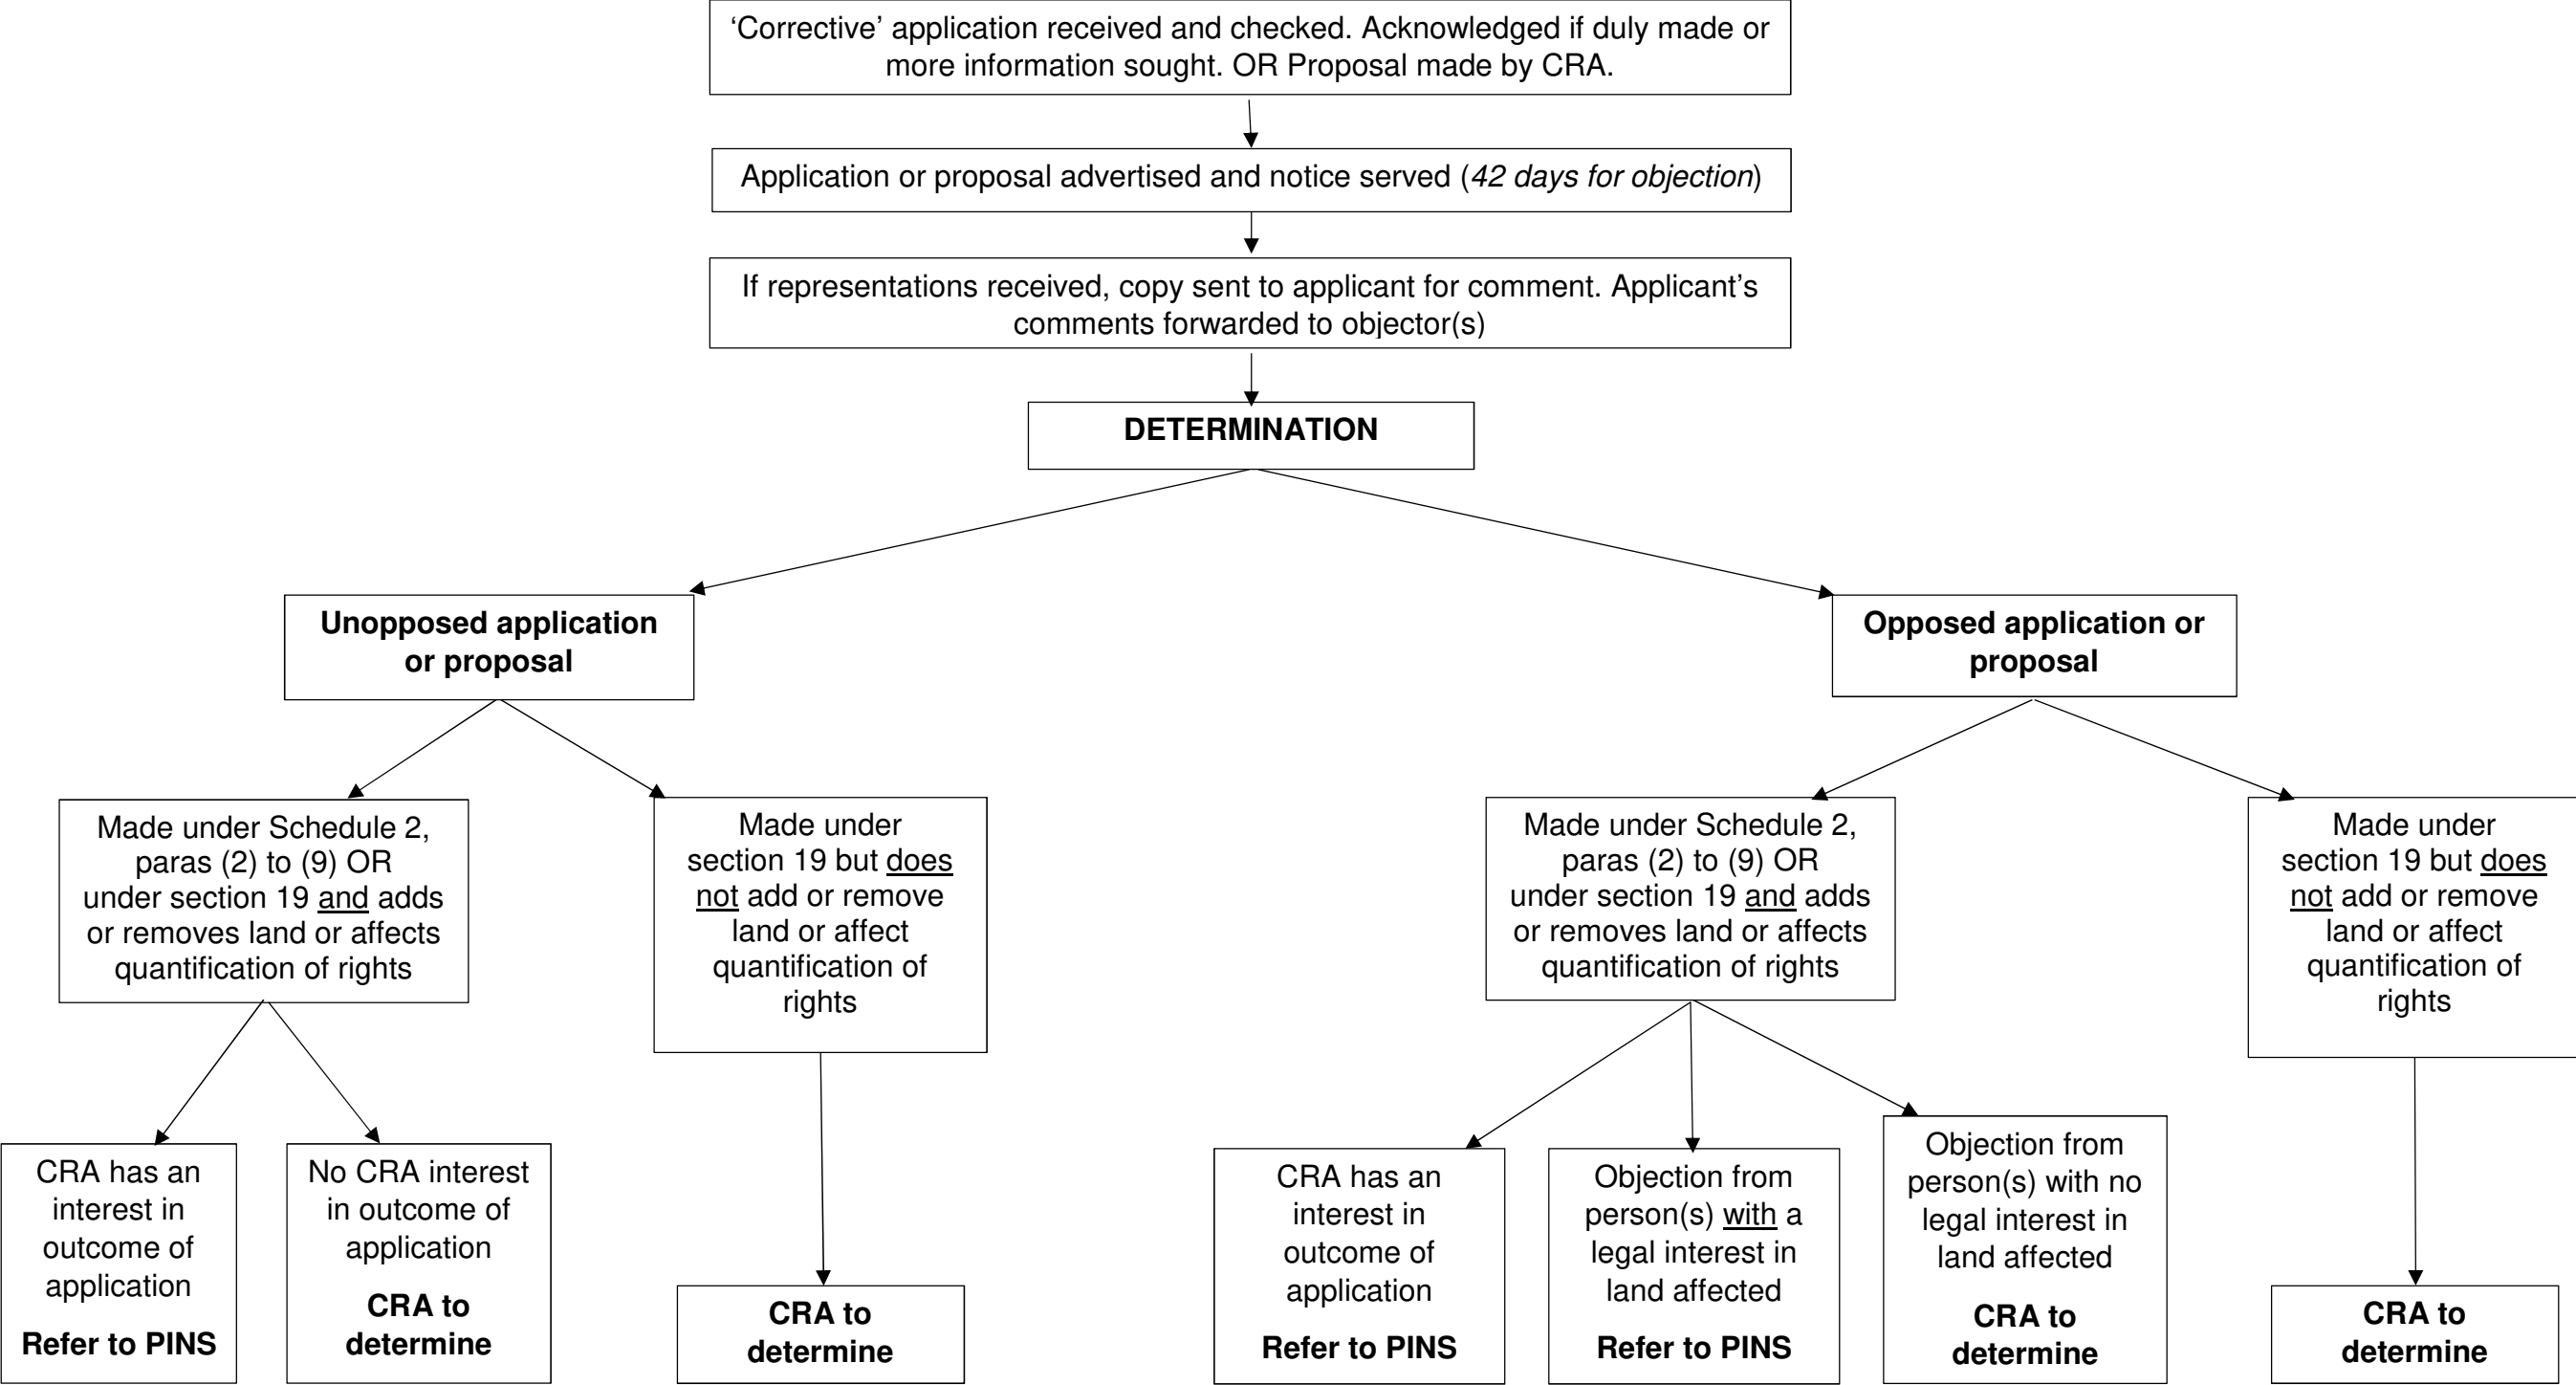 ‘Corrective’ application received and checked. Acknowledged if duly made or
more information sought. OR Proposal made by CRA.
Application or proposal advertised and notice served (42 days for objection)
If representations received, copy sent to applicant for comment. Applicant’s
comments forwarded to objector(s)
DETERMINATION
Unopposed application
or proposal
Opposed application or
proposal
Made under Schedule 2,
paras (2) to (9) OR
under section 19 and adds
or removes land or affects
quantification of rights
Made under
section 19 but does
not add or remove
land or affect
quantification of
rights
Made under Schedule 2,
paras (2) to (9) OR
under section 19 and adds
or removes land or affects
quantification of rights
Made under
section 19 but does
not add or remove
land or affect
quantification of
rights
CRA has an
interest in
outcome of
application
Refer to PINS
No CRA interest
in outcome of
application
CRA to
determine
CRA to
determine
CRA has an
interest in
outcome of
application
Refer to PINS
Objection from
person(s) with a
legal interest in
land affected
Refer to PINS
Objection from
person(s) with no
legal interest in
land affected
CRA to
determine
CRA to
determine